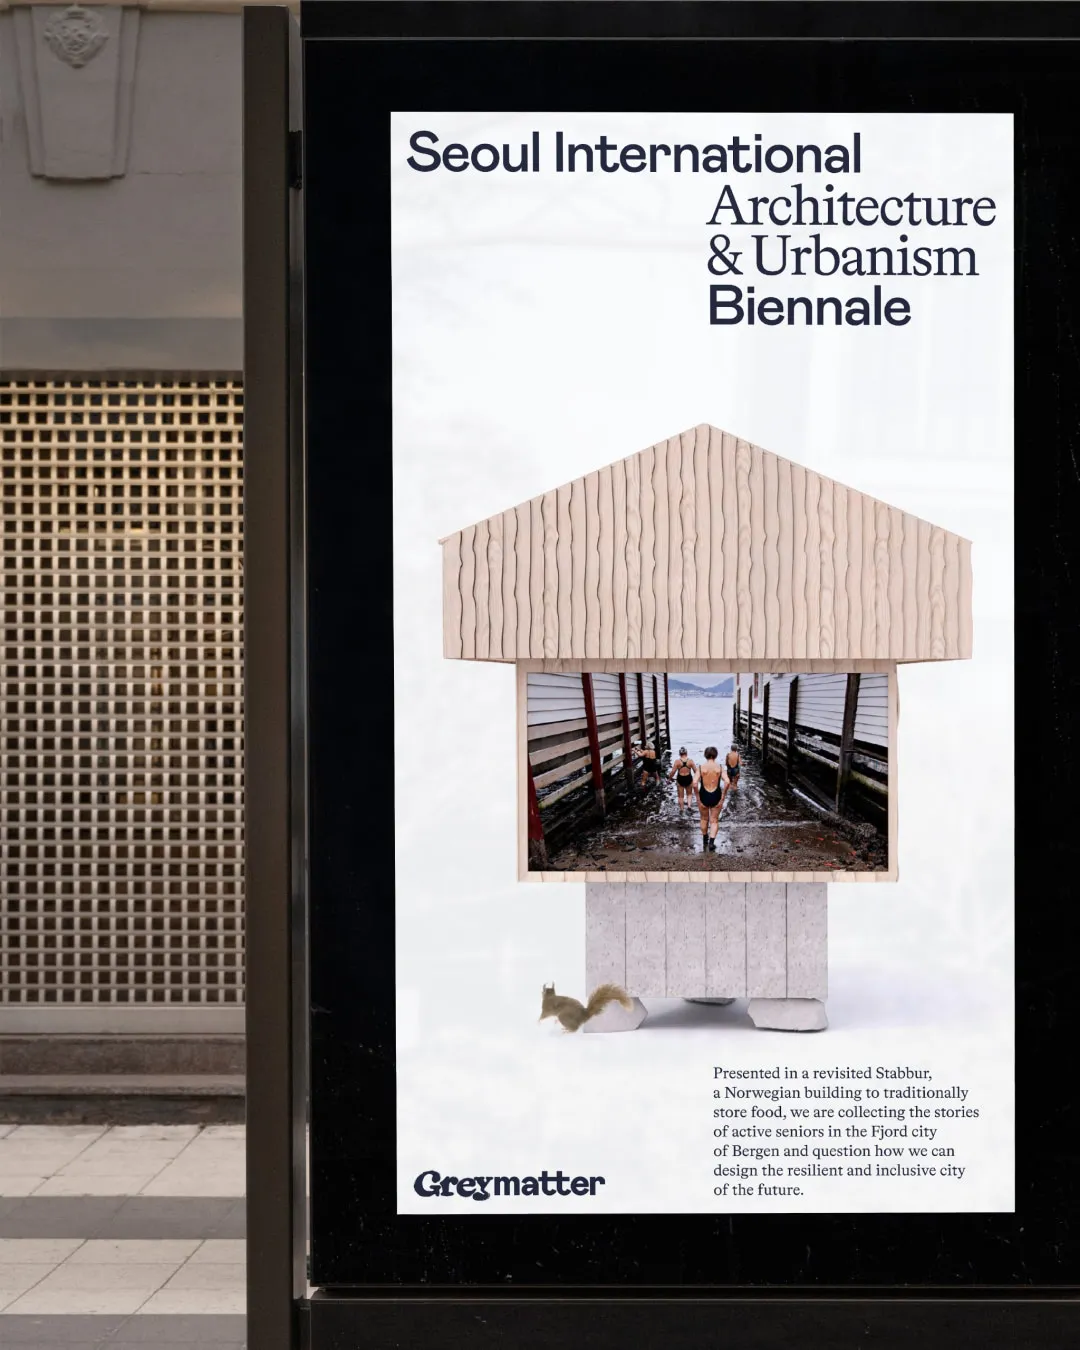 Seoul International
Architecture
& Urbanism
Biennale
Presented in a revisited Stabbur,
a Norwegian building to traditionally
store food, we are collecting the stories
of active seniors in the Fjord city
of Bergen and question how we can
design the resilient and inclusive city
of the future.
Greymatter